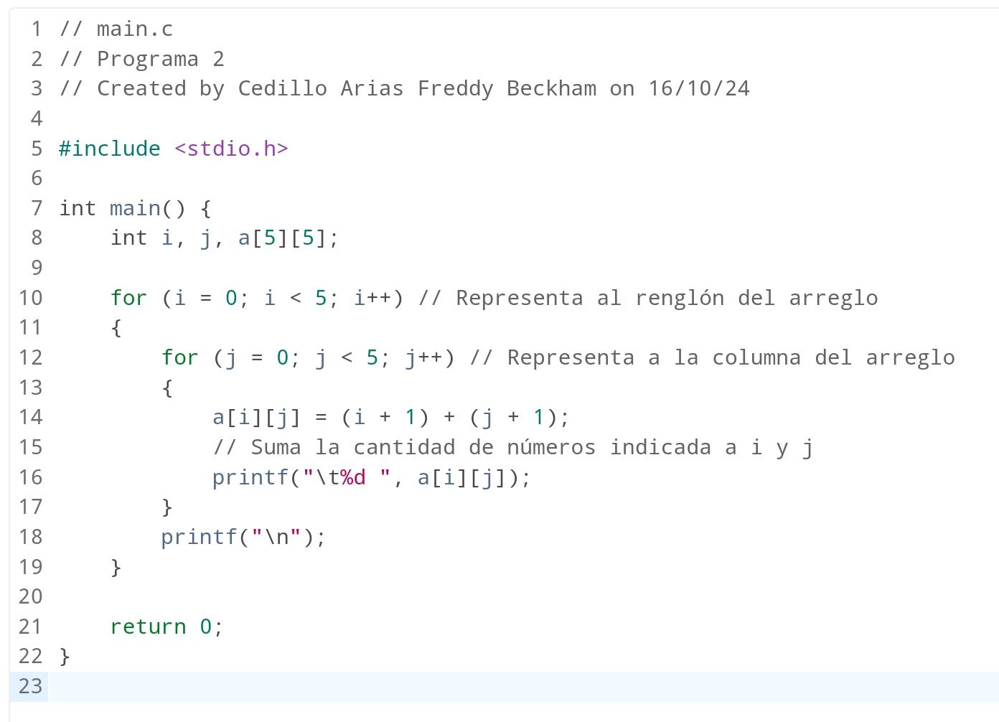 1 // main.c
2 // Programa 2
3 // Created by Cedillo Arias Freddy Beckham on 16/10/24
4
5 #include <stdio.h>
6
7 int main() {
8     int i, j, a[5][5];
9
10     for (i = 0; i < 5; i++) // Representa al renglón del arreglo
11     {
12         for (j = 0; j < 5; j++) // Representa a la columna del arreglo
13         {
14             a[i][j] = (i + 1) + (j + 1);
15             // Suma la cantidad de números indicada a i y j
16             printf("\t%d ", a[i][j]);
17         }
18         printf("\n");
19     }
20
21     return 0;
22 }
23